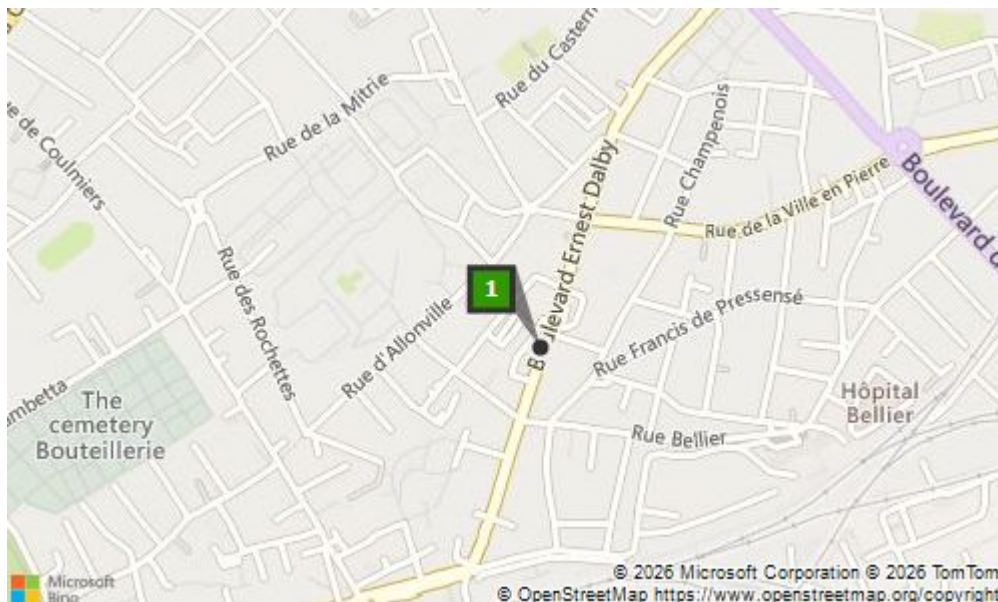 Rue du Castern
Rue de la Mitrie
Rue Champenois
de Coulmiers
Boulevard Ernest Dalby
Rue de la Ville en Pierre
Boulevard d
Rue des Rochettes
1
Rue d'Allonville
Rue Francis de Pressensé
ambetta
The
cemetery
Bouteillerie
Hôpital
Bellier
Rue Bellier
Microsoft
Bing
© 2026 Microsoft Corporation © 2026 TomTom
© OpenStreetMap https://www.openstreetmap.org/copyright